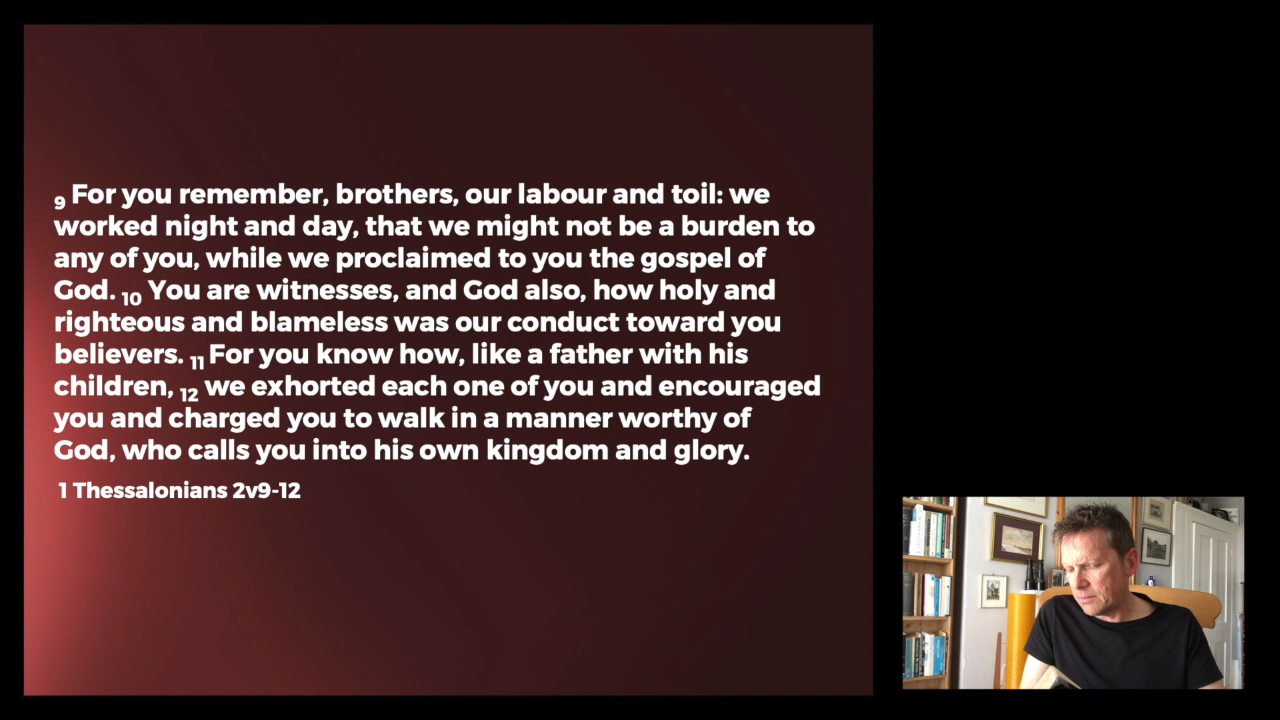 9 For you remember, brothers, our labour and toil: we
worked night and day, that we might not be a burden to
any of you, while we proclaimed to you the gospel of
God. 10 You are witnesses, and God also, how holy and
righteous and blameless was our conduct toward you
believers. 11 For you know how, like a father with his
children, 12 we exhorted each one of you and encouraged
you and charged you to walk in a manner worthy of
God, who calls you into his own kingdom and glory.
1 Thessalonians 2v9-12